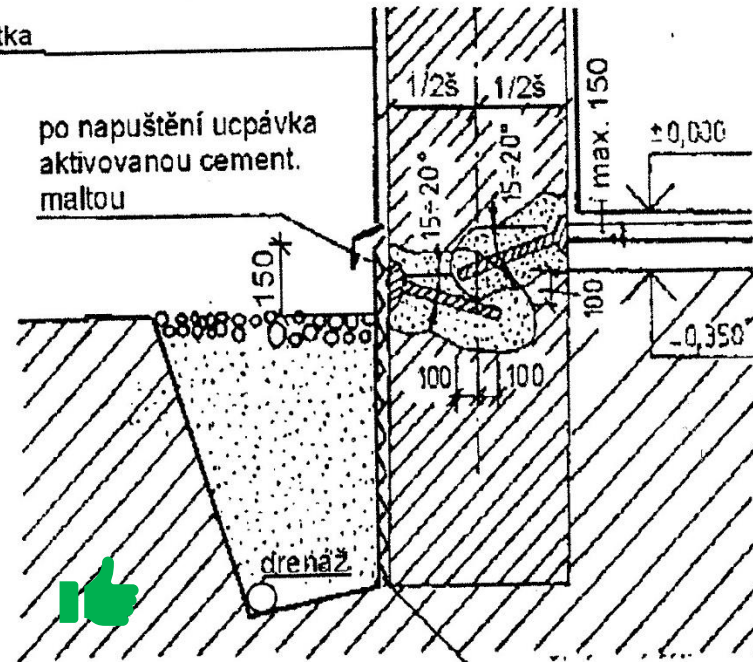 tka
1/2š 1/2š
max. 150
po napuštění ucpávka
aktivovanou cement.
maltou
±0,000
15÷20°
15÷20°
150
100
-0,350
100 100
drenáž